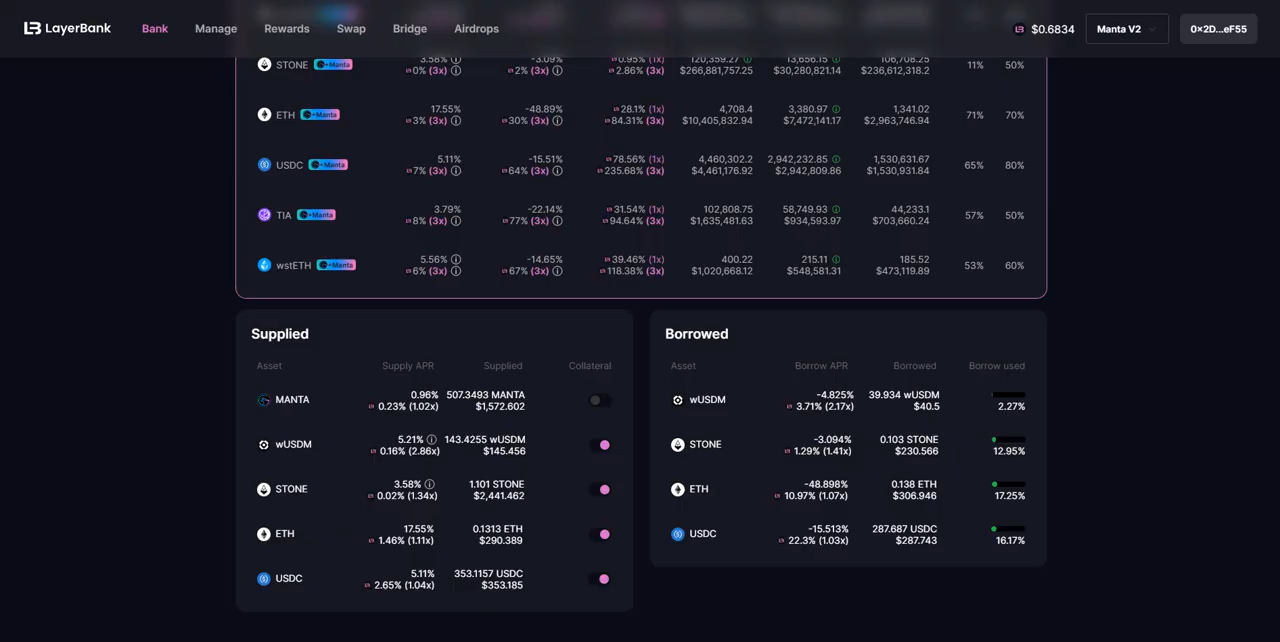 LayerBank Bank Manage Rewards Swap Bridge Airdrops $0.6834 Manta V2 0x2D...eF55
STONE +Manta 3.58% -3.09% 0.95% (1x) 120,359.27 13,656.15 106,708.25 11% 50%
0% (3x) 2% (3x) 2.86% (3x) $266,881,757.25 $30,280,821.14 $236,612,318.2
ETH +Manta 17.55% -48.89% 28.1% (1x) 4,708.4 3,380.97 1,341.02 71% 70%
3% (3x) 30% (3x) 84.31% (3x) $10,405,832.94 $7,472,141.17 $2,963,746.94
USDC +Manta 5.11% -15.51% 78.56% (1x) 4,460,302.2 2,942,232.85 1,530,631.67 65% 80%
7% (3x) 64% (3x) 235.68% (3x) $4,461,176.92 $2,942,809.86 $1,530,931.84
TIA +Manta 3.79% -22.14% 31.54% (1x) 102,808.75 58,749.93 44,233.1 57% 50%
8% (3x) 77% (3x) 94.64% (3x) $1,635,481.63 $934,593.97 $703,660.24
wstETH +Manta 5.56% -14.65% 39.46% (1x) 400.22 215.11 185.52 53% 60%
6% (3x) 67% (3x) 118.38% (3x) $1,020,668.12 $548,581.31 $473,119.89
Supplied
Asset Supply APR Supplied Collateral
MANTA 0.96% 507.3493 MANTA
0.23% (1.02x) $1,572.602
wUSDM 5.21% 143.4255 wUSDM
0.16% (2.86x) $145.456
STONE 3.58% 1.101 STONE
0.02% (1.34x) $2,441.462
ETH 17.55% 0.1313 ETH
1.46% (1.11x) $290.389
USDC 5.11% 353.1157 USDC
2.65% (1.04x) $353.185
Borrowed
Asset Borrow APR Borrowed Borrow used
wUSDM -4.825% 39.934 wUSDM
3.71% (2.17x) $40.5 2.27%
STONE -3.094% 0.103 STONE
1.29% (1.41x) $230.566 12.95%
ETH -48.898% 0.138 ETH
10.97% (1.07x) $306.946 17.25%
USDC -15.513% 287.687 USDC
22.3% (1.03x) $287.743 16.17%